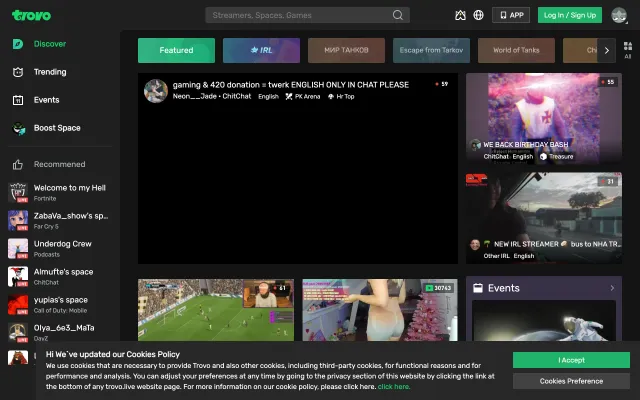 trovo
Streamers, Spaces, Games
APP
Log In / Sign Up
Discover
Trending
Events
Boost Space
Recommened
Welcome to my Hell
Fortnite
LIVE
ZabaVa_show's sp...
Far Cry 5
LIVE
Underdog Crew
Podcasts
LIVE
Almufte's space
ChitChat
LIVE
yupias's space
Call of Duty: Mobile
LIVE
Olya_6e3_MaTa
DayZ
LIVE
Featured
IRL
МИР ТАНКОВ
Escape from Tarkov
World of Tanks
All
gaming & 420 donation = twerk ENGLISH ONLY IN CHAT PLEASE
59
Neon__Jade • ChitChat English PK Arena Hr Top
55
WE BACK BIRTHDAY BASH
ChitChat English Treasure
31
NEW IRL STREAMER bus to NHA TR...
Other IRL English
61
30763
Events
Hi We've updated our Cookies Policy
We use cookies that are necessary to provide Trovo and also other cookies, including third-party cookies, for functional reasons and for
performance and analysis. You can adjust your preferences at any time by going to the privacy section of this website by clicking the link at
the bottom of any trovo.live website page. For more information on our cookie policy, please click here. click here.
I Accept
Cookies Preference